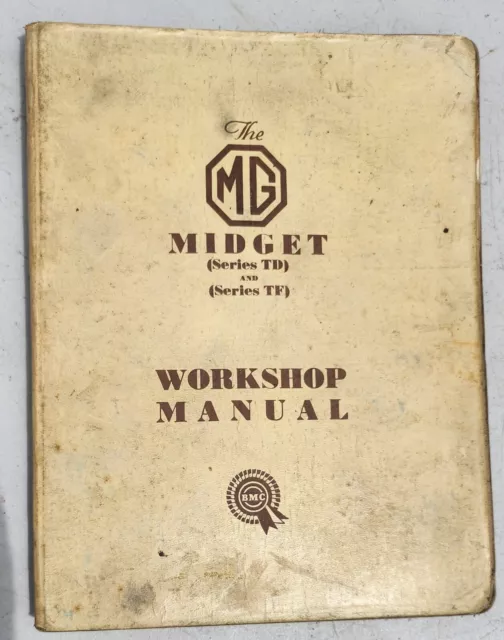 The
MG
MIDGET
(Series TD)
AND
(Series TF)
WORKSHOP
MANUAL
BMC